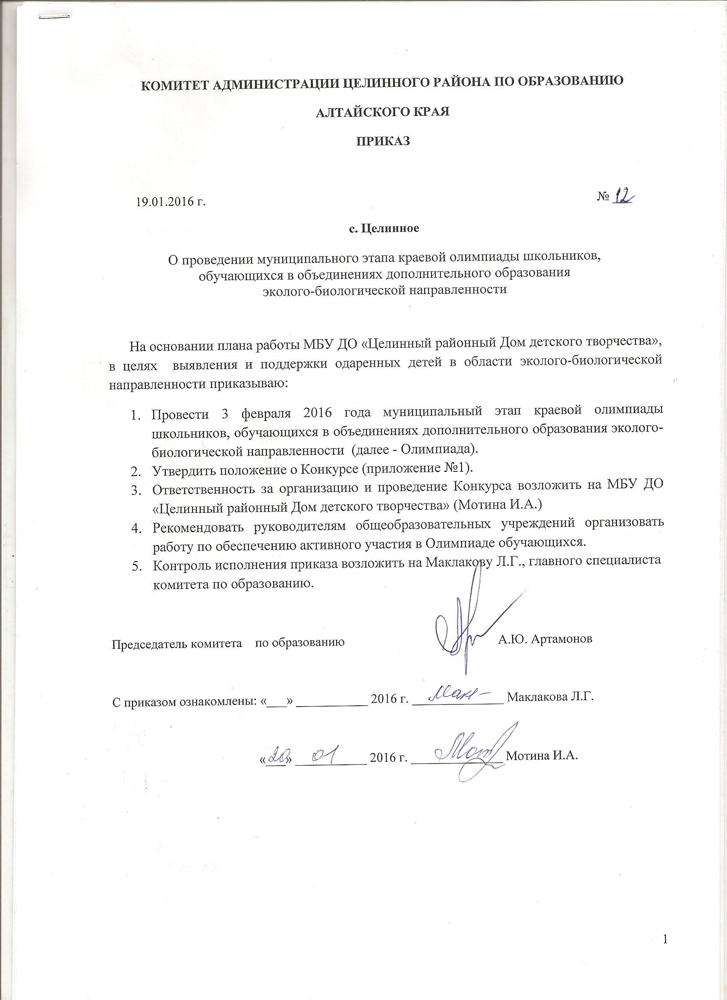 КОМИТЕТ АДМИНИСТРАЦИИ ЦЕЛИННОГО РАЙОНА ПО ОБРАЗОВАНИЮ
АЛТАЙСКОГО КРАЯ
ПРИКАЗ
19.01.2016 г. № 12
с. Целинное
О проведении муниципального этапа краевой олимпиады школьников,
обучающихся в объединениях дополнительного образования
эколого-биологической направленности
На основании плана работы МБУ ДО «Целинный районный Дом детского творчества»,
в целях выявления и поддержки одаренных детей в области эколого-биологической
направленности приказываю:
1. Провести 3 февраля 2016 года муниципальный этап краевой олимпиады
школьников, обучающихся в объединениях дополнительного образования эколого-
биологической направленности (далее - Олимпиада).
2. Утвердить положение о Конкурсе (приложение №1).
3. Ответственность за организацию и проведение Конкурса возложить на МБУ ДО
«Целинный районный Дом детского творчества» (Мотина И.А.)
4. Рекомендовать руководителям общеобразовательных учреждений организовать
работу по обеспечению активного участия в Олимпиаде обучающихся.
5. Контроль исполнения приказа возложить на Маклакову Л.Г., главного специалиста
комитета по образованию.
Председатель комитета по образованию А.Ю. Артамонов
С приказом ознакомлены: «___» ___________ 2016 г. ______________ Маклакова Л.Г.
«20» 01 2016 г. ______________ Мотина И.А.
1